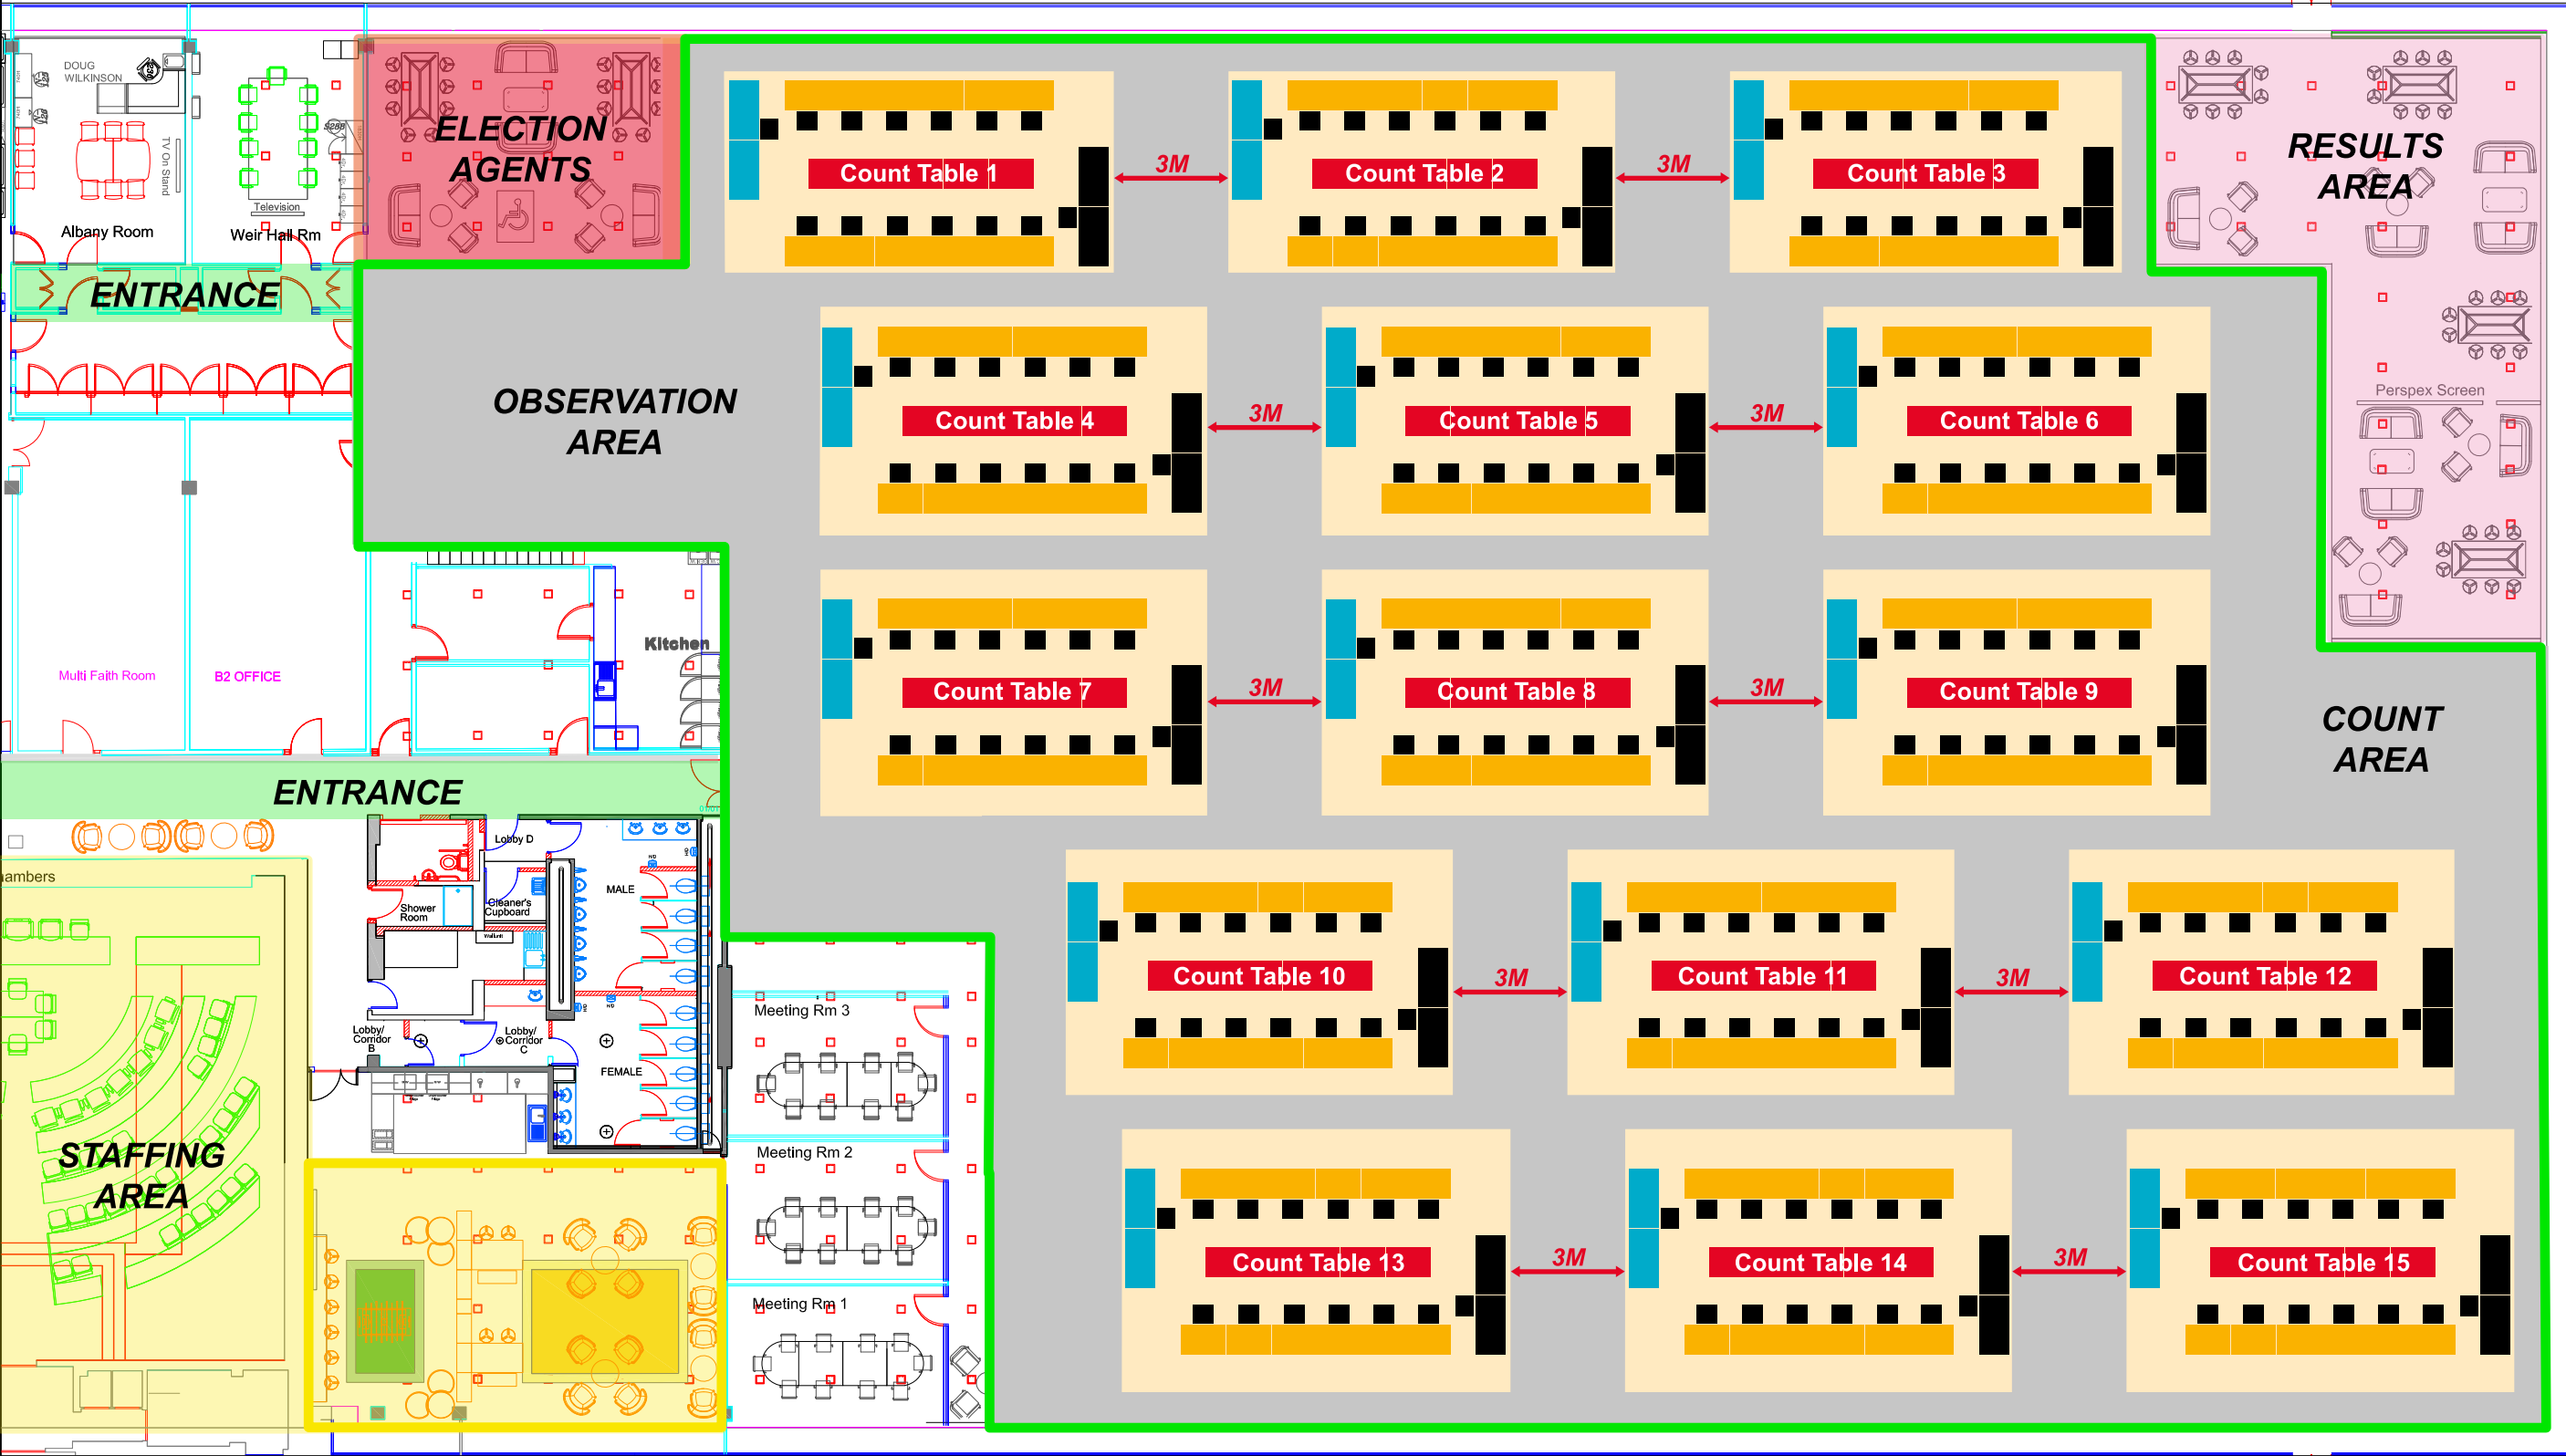 DOUG
WILKINSON
TV On Stand
Television
Albany Room
Weir Hall Rm
ELECTION
AGENTS
Count Table 1
3M
Count Table 2
3M
Count Table 3
RESULTS
AREA
ENTRANCE
OBSERVATION
AREA
Count Table 4
3M
Count Table 5
3M
Count Table 6
Perspex Screen
Kitchen
Multi Faith Room
B2 OFFICE
Count Table 7
3M
Count Table 8
3M
Count Table 9
COUNT
AREA
ENTRANCE
Lobby D
ambers
MALE
Shower
Room
Cleaner's
Cupboard
Count Table 10
3M
Count Table 11
3M
Count Table 12
Meeting Rm 3
Lobby/
Corridor
B
Lobby/
Corridor
C
FEMALE
STAFFING
AREA
Meeting Rm 2
Count Table 13
3M
Count Table 14
3M
Count Table 15
Meeting Rm 1